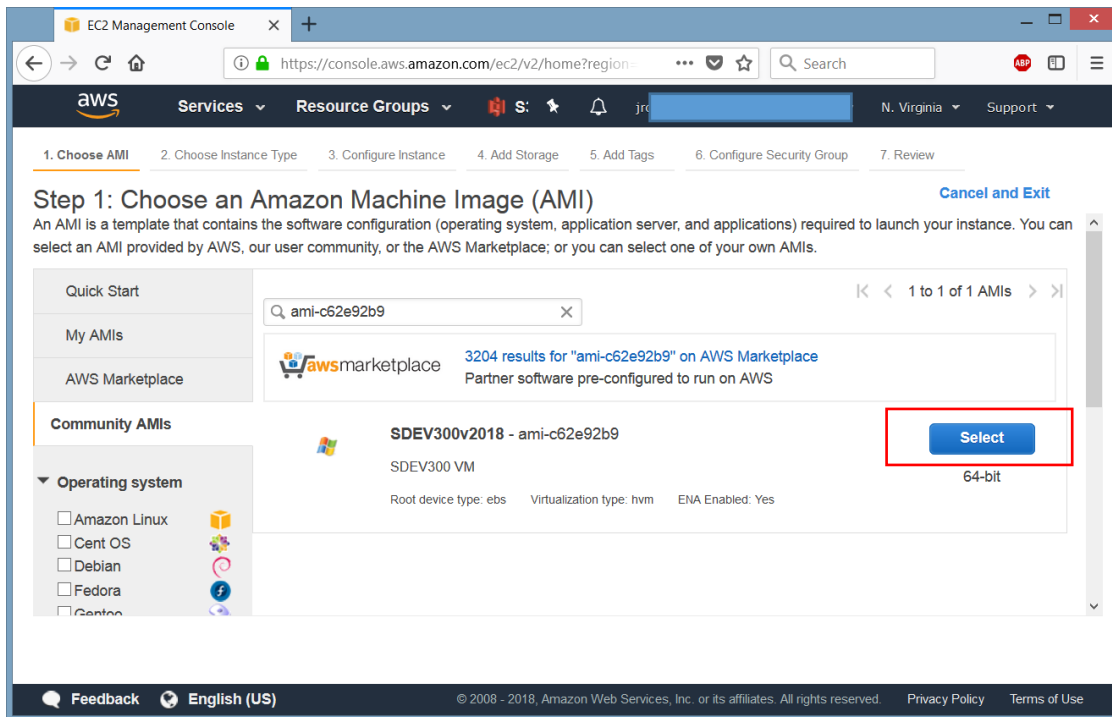 EC2 Management Console
https://console.aws.amazon.com/ec2/v2/home?region=
Search
ABP
aws
Services
Resource Groups
S:
jro
N. Virginia
Support
1. Choose AMI
2. Choose Instance Type
3. Configure Instance
4. Add Storage
5. Add Tags
6. Configure Security Group
7. Review
Step 1: Choose an Amazon Machine Image (AMI)
Cancel and Exit
An AMI is a template that contains the software configuration (operating system, application server, and applications) required to launch your instance. You can
select an AMI provided by AWS, our user community, or the AWS Marketplace; or you can select one of your own AMIs.
Quick Start
My AMIs
AWS Marketplace
Community AMIs
Operating system
Amazon Linux
Cent OS
Debian
Fedora
Gentoo
ami-c62e92b9
1 to 1 of 1 AMIs
awsmarketplace
3204 results for "ami-c62e92b9" on AWS Marketplace
Partner software pre-configured to run on AWS
SDEV300v2018 - ami-c62e92b9
SDEV300 VM
Root device type: ebs Virtualization type: hvm ENA Enabled: Yes
Select
64-bit
Feedback
English (US)
© 2008 - 2018, Amazon Web Services, Inc. or its affiliates. All rights reserved.
Privacy Policy
Terms of Use